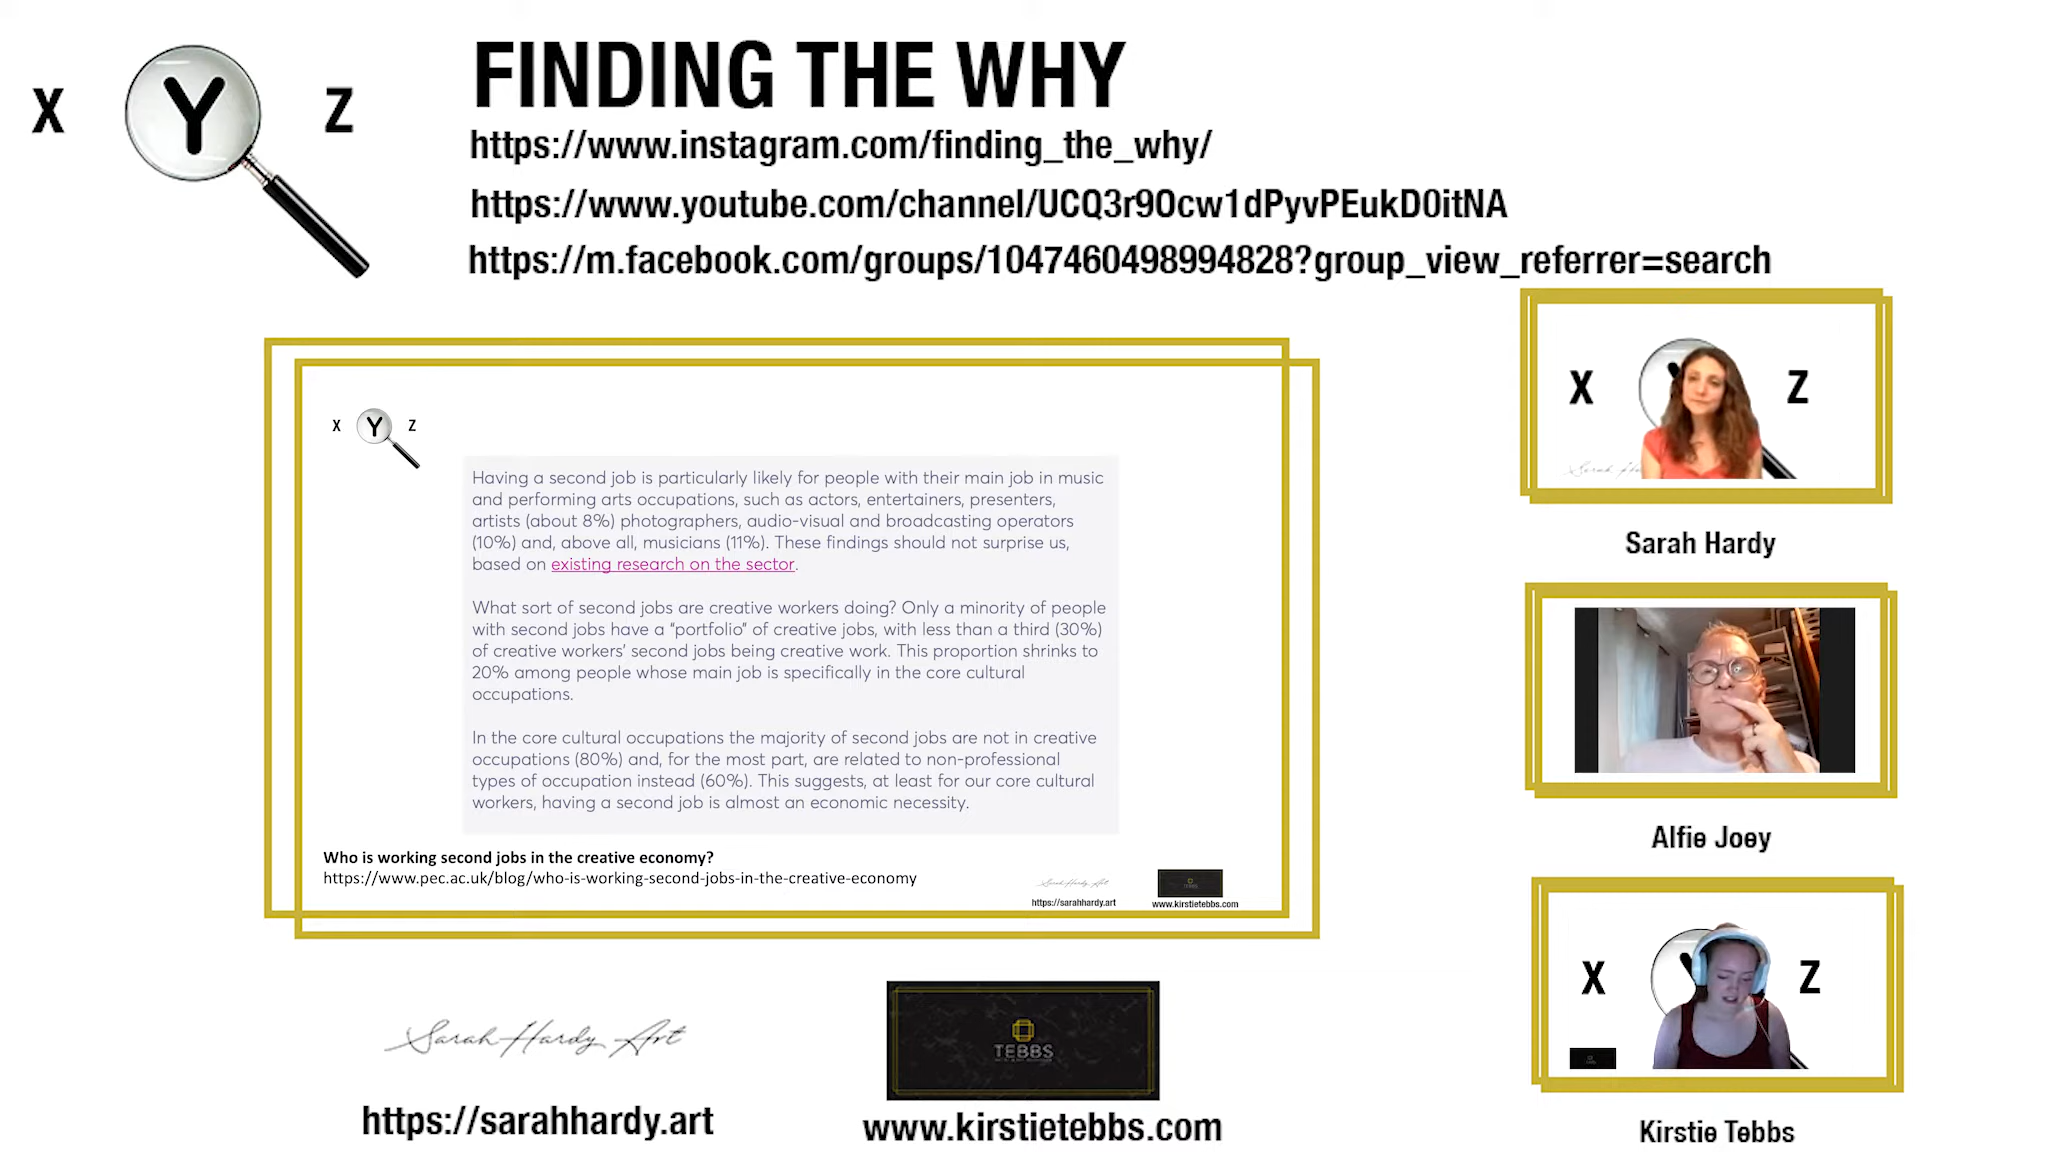 X Y Z
FINDING THE WHY
https://www.instagram.com/finding_the_why/
https://www.youtube.com/channel/UCQ3r9Ocw1dPyvPEukD0itNA
https://m.facebook.com/groups/1047460498994828?group_view_referrer=search
X Y Z
Having a second job is particularly likely for people with their main job in music
and performing arts occupations, such as actors, entertainers, presenters,
artists (about 8%) photographers, audio-visual and broadcasting operators
(10%) and, above all, musicians (11%). These findings should not surprise us,
based on existing research on the sector.
What sort of second jobs are creative workers doing? Only a minority of people
with second jobs have a “portfolio” of creative jobs, with less than a third (30%)
of creative workers’ second jobs being creative work. This proportion shrinks to
20% among people whose main job is specifically in the core cultural
occupations.
In the core cultural occupations the majority of second jobs are not in creative
occupations (80%) and, for the most part, are related to non-professional
types of occupation instead (60%). This suggests, at least for our core cultural
workers, having a second job is almost an economic necessity.
Who is working second jobs in the creative economy?
https://www.pec.ac.uk/blog/who-is-working-second-jobs-in-the-creative-economy
Sarah Hardy Art
https://sarahhardy.art
TEBBS
www.kirstietebbs.com
X Z
Sarah Hardy
Alfie Joey
X Z
Kirstie Tebbs
Sarah Hardy Art
https://sarahhardy.art
TEBBS
www.kirstietebbs.com